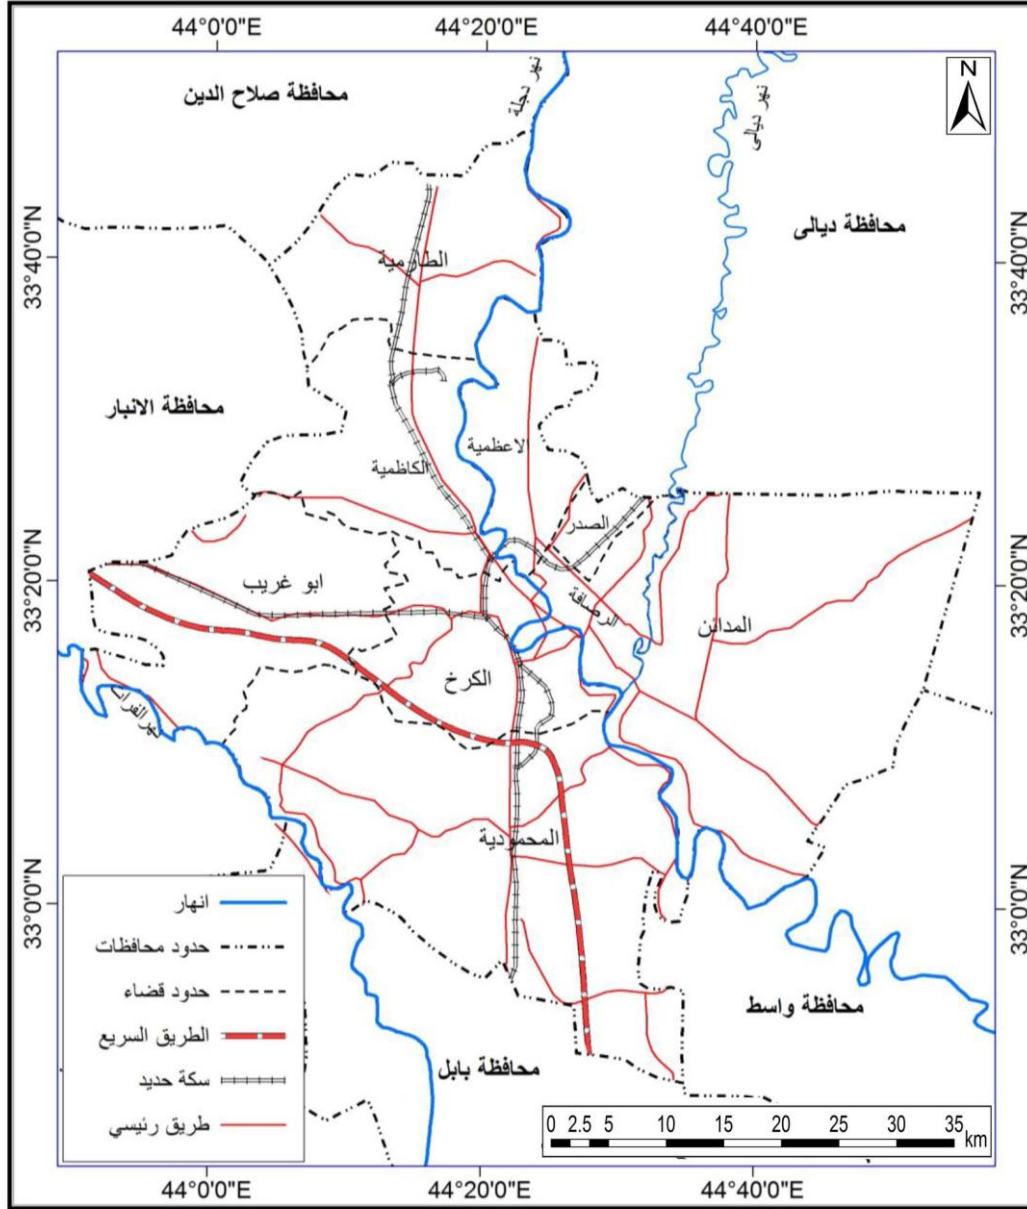 44°0'0"E
44°20'0"E
44°40'0"E
N
نهر دجلة
نهر ديالى
محافظة صلاح الدين
محافظة ديالى
33°40'0"N
33°40'0"N
الطارمية
محافظة الانبار
الاعظمية
الكاظمية
الصدر
33°20'0"N
33°20'0"N
ابو غريب
الرصافة
المدائن
الكرخ
نهر الفرات
المحمودية
33°0'0"N
33°0'0"N
انهار
حدود محافظات
حدود قضاء
الطريق السريع
سكة حديد
طريق رئيسي
محافظة واسط
محافظة بابل
0 2.5 5 10 15 20 25 30 35 km
44°0'0"E
44°20'0"E
44°40'0"E